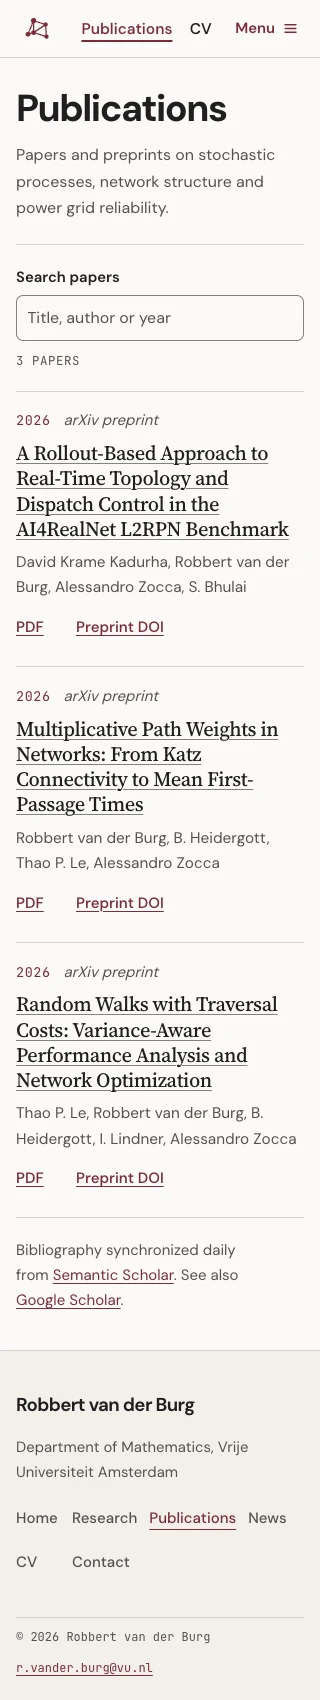 Publications CV Menu
Publications
Papers and preprints on stochastic
processes, network structure and
power grid reliability.
Search papers
Title, author or year
3 PAPERS
2026 arXiv preprint
A Rollout-Based Approach to
Real-Time Topology and
Dispatch Control in the
AI4RealNet L2RPN Benchmark
David Krame Kadurha, Robbert van der
Burg, Alessandro Zocca, S. Bhulai
PDF Preprint DOI
2026 arXiv preprint
Multiplicative Path Weights in
Networks: From Katz
Connectivity to Mean First-
Passage Times
Robbert van der Burg, B. Heidergott,
Thao P. Le, Alessandro Zocca
PDF Preprint DOI
2026 arXiv preprint
Random Walks with Traversal
Costs: Variance-Aware
Performance Analysis and
Network Optimization
Thao P. Le, Robbert van der Burg, B.
Heidergott, I. Lindner, Alessandro Zocca
PDF Preprint DOI
Bibliography synchronized daily
from Semantic Scholar. See also
Google Scholar.
Robbert van der Burg
Department of Mathematics, Vrije
Universiteit Amsterdam
Home Research Publications News
CV Contact
© 2026 Robbert van der Burg
r.vander.burg@vu.nl